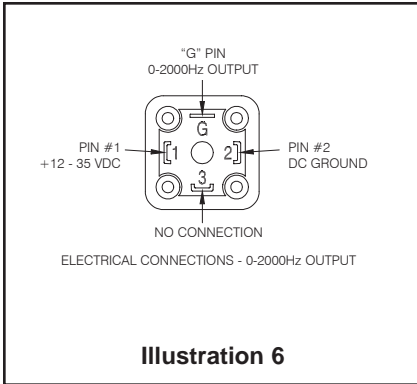 "G" PIN
0-2000Hz OUTPUT
G
PIN #1
+12 - 35 VDC
1
2
PIN #2
DC GROUND
3
NO CONNECTION
ELECTRICAL CONNECTIONS - 0-2000Hz OUTPUT
Illustration 6